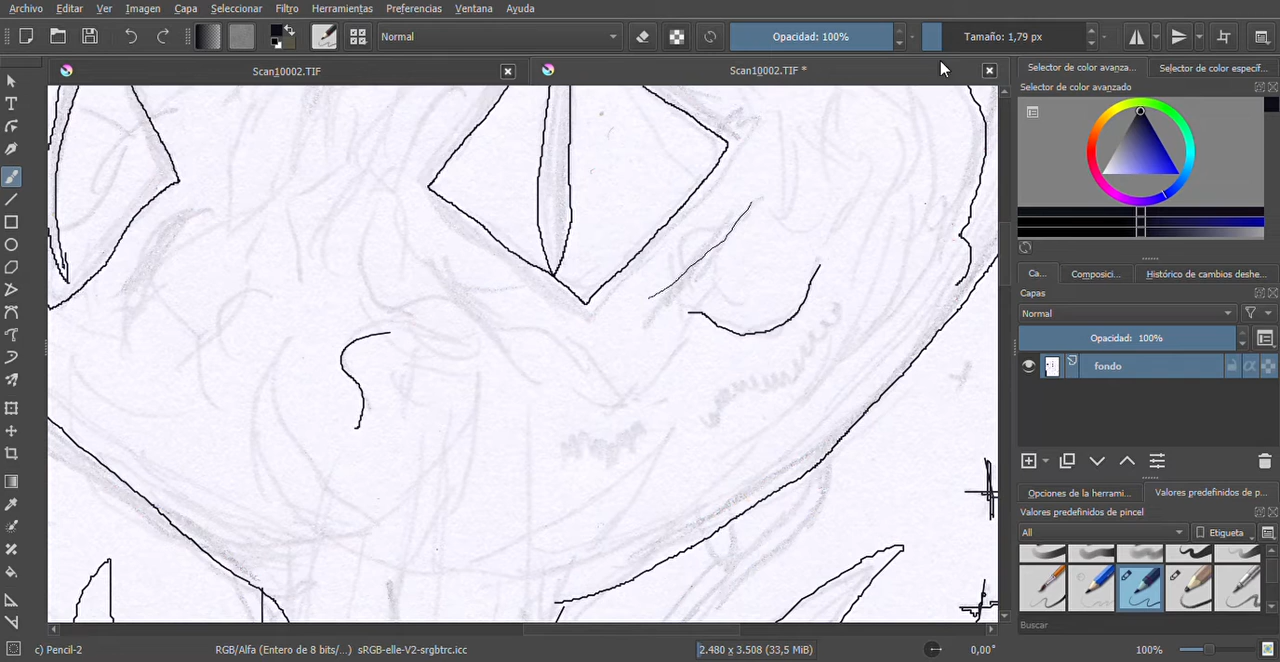 Archivo Editar Ver Imagen Capa Seleccionar Filtro Herramientas Preferencias Ventana Ayuda
Normal Opacidad: 100% Tamaño: 1,79 px
Scan10002.TIF Scan10002.TIF *
Selector de color avanza... Selector de color específ...
Selector de color avanzado
Ca... Composici... Histórico de cambios deshe...
Capas
Normal
Opacidad: 100%
fondo
Opciones de la herrami... Valores predefinidos de p...
Valores predefinidos de pincel
All Etiqueta
Buscar
c) Pencil-2 RGB/Alfa (Entero de 8 bits/...) sRGB-elle-V2-srgbtrc.icc 2.480 x 3.508 (33,5 MiB) 0,00° 100%